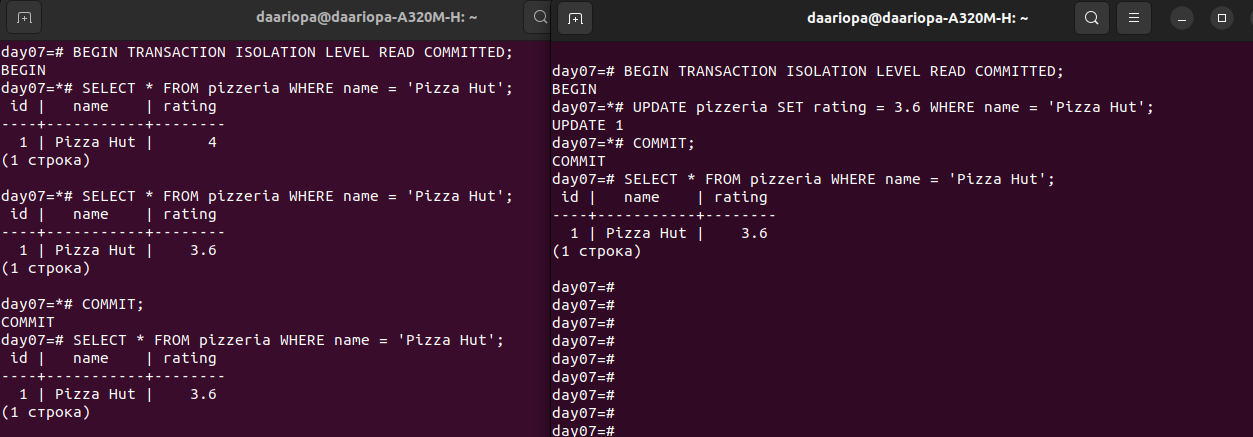 daariopa@daariopa-A320M-H: ~
day07=# BEGIN TRANSACTION ISOLATION LEVEL READ COMMITTED;
BEGIN
day07=*# SELECT * FROM pizzeria WHERE name = 'Pizza Hut';
 id |   name    | rating
----+-----------+--------
  1 | Pizza Hut |      4
(1 строка)

day07=*# SELECT * FROM pizzeria WHERE name = 'Pizza Hut';
 id |   name    | rating
----+-----------+--------
  1 | Pizza Hut |    3.6
(1 строка)

day07=*# COMMIT;
COMMIT
day07=# SELECT * FROM pizzeria WHERE name = 'Pizza Hut';
 id |   name    | rating
----+-----------+--------
  1 | Pizza Hut |    3.6
(1 строка)

daariopa@daariopa-A320M-H: ~
day07=# BEGIN TRANSACTION ISOLATION LEVEL READ COMMITTED;
BEGIN
day07=*# UPDATE pizzeria SET rating = 3.6 WHERE name = 'Pizza Hut';
UPDATE 1
day07=*# COMMIT;
COMMIT
day07=# SELECT * FROM pizzeria WHERE name = 'Pizza Hut';
 id |   name    | rating
----+-----------+--------
  1 | Pizza Hut |    3.6
(1 строка)

day07=#
day07=#
day07=#
day07=#
day07=#
day07=#
day07=#
day07=#
day07=#